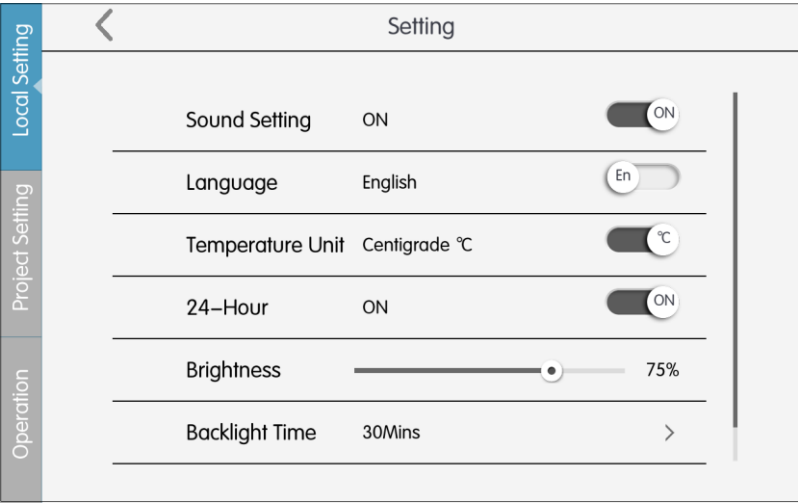 Setting
Local Setting
Project Setting
Operation
Sound Setting ON ON
Language English En
Temperature Unit Centigrade ℃ ℃
24-Hour ON ON
Brightness 75%
Backlight Time 30Mins